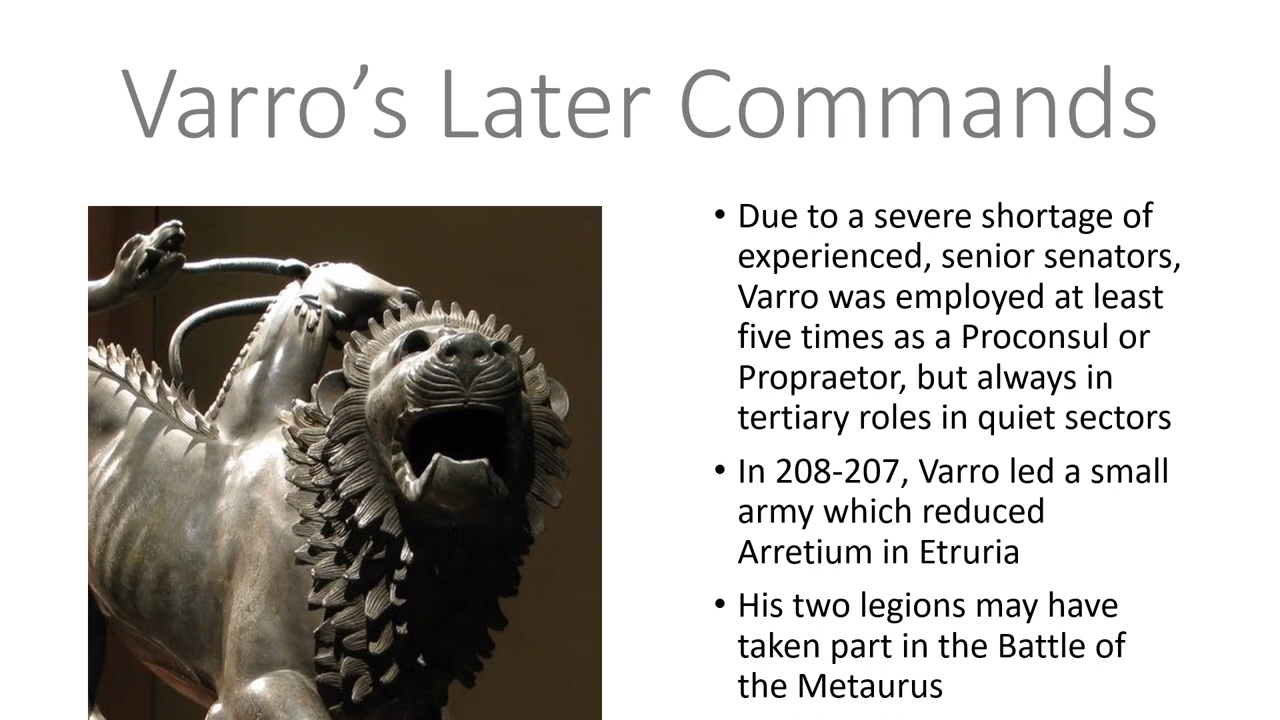 Varro’s Later Commands
• Due to a severe shortage of
experienced, senior senators,
Varro was employed at least
five times as a Proconsul or
Propraetor, but always in
tertiary roles in quiet sectors
• In 208-207, Varro led a small
army which reduced
Arretium in Etruria
• His two legions may have
taken part in the Battle of
the Metaurus